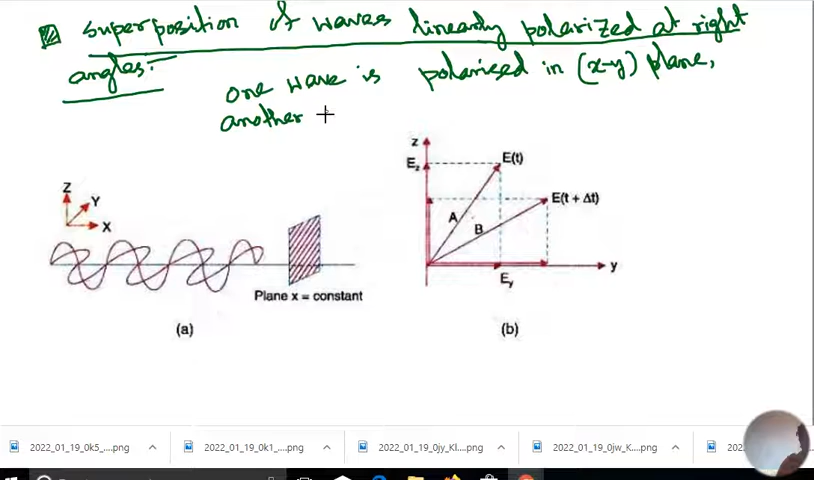 superposition of waves linearly polarized at right
angles:-
one wave is polarised in (x-y) plane,
another
z
E_z
E(t)
E(t + Δt)
A
B
y
E_y
(b)
Z
Y
X
Plane x = constant
(a)
2022_01_19_0k5_....png
2022_01_19_0k1_....png
2022_01_19_0jy_Kl....png
2022_01_19_0jw_K....png